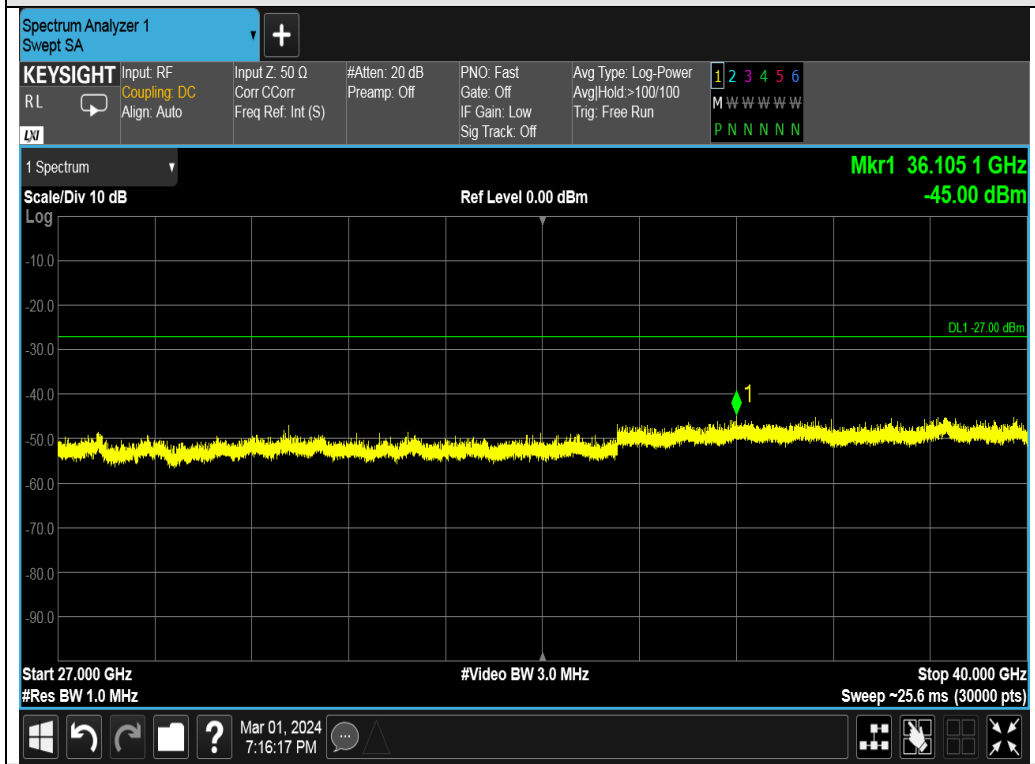 Spectrum Analyzer 1
Swept SA
KEYSIGHT
R L
LXI
Input: RF
Coupling: DC
Align: Auto
Input Z: 50 Ω
Corr CCorr
Freq Ref: Int (S)
#Atten: 20 dB
Preamp: Off
PNO: Fast
Gate: Off
IF Gain: Low
Sig Track: Off
Avg Type: Log-Power
Avg|Hold:>100/100
Trig: Free Run
1 2 3 4 5 6
M W W W W W
P N N N N N
1 Spectrum
Mkr1 36.105 1 GHz
-45.00 dBm
Scale/Div 10 dB
Ref Level 0.00 dBm
Log
-10.0
-20.0
DL1 -27.00 dBm
-30.0
-40.0
1
-50.0
-60.0
-70.0
-80.0
-90.0
Start 27.000 GHz
#Video BW 3.0 MHz
Stop 40.000 GHz
#Res BW 1.0 MHz
Sweep ~25.6 ms (30000 pts)
?
Mar 01, 2024
7:16:17 PM